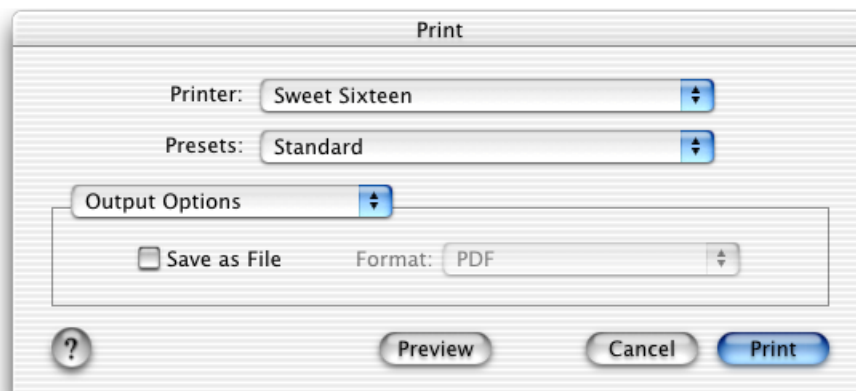 Print
Printer: Sweet Sixteen
Presets: Standard
Output Options
Save as File Format: PDF
? Preview Cancel Print